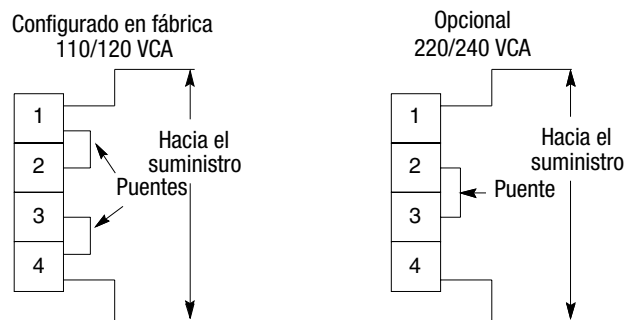 Configurado en fábrica
110/120 VCA
1
2
3
4
Hacia el
suministro
Puentes
Opcional
220/240 VCA
1
2
3
4
Hacia el
suministro
Puente